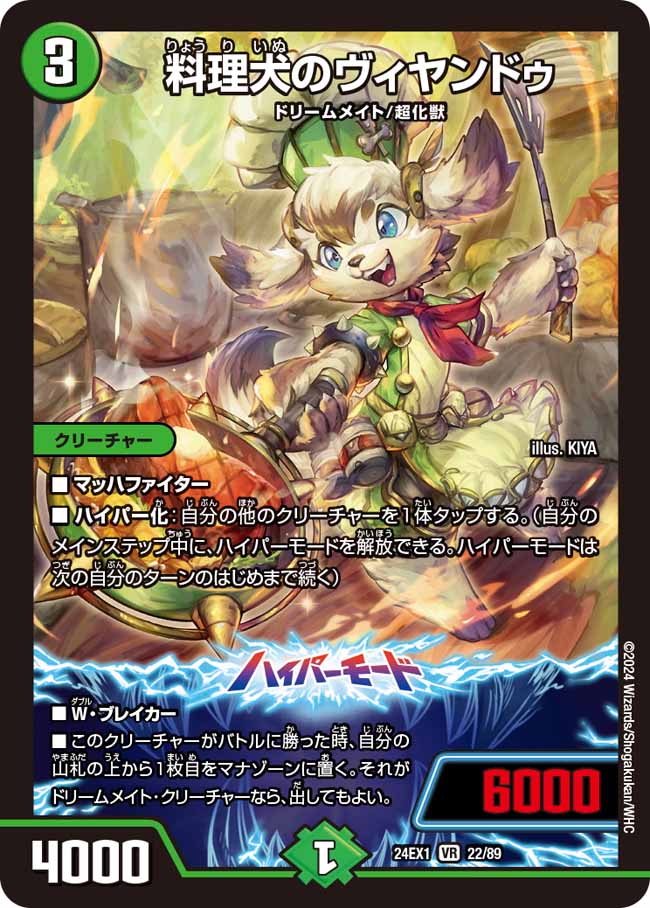 3
料理犬のヴィヤンドゥ
ドリームメイト/超化獣
クリーチャー
illus. KIYA
■ マッハファイター
■ ハイパー化:自分の他のクリーチャーを1体タップする。(自分の
メインステップ中に、ハイパーモードを解放できる。ハイパーモードは
次の自分のターンのはじめまで続く)
ハイパーモード
■ W・ブレイカー
■ このクリーチャーがバトルに勝った時、自分の
山札の上から1枚目をマナゾーンに置く。それが
ドリームメイト・クリーチャーなら、出してもよい。
6000
4000
1
24EX1 VR 22/89
©2024 Wizards/Shogakukan/WHC